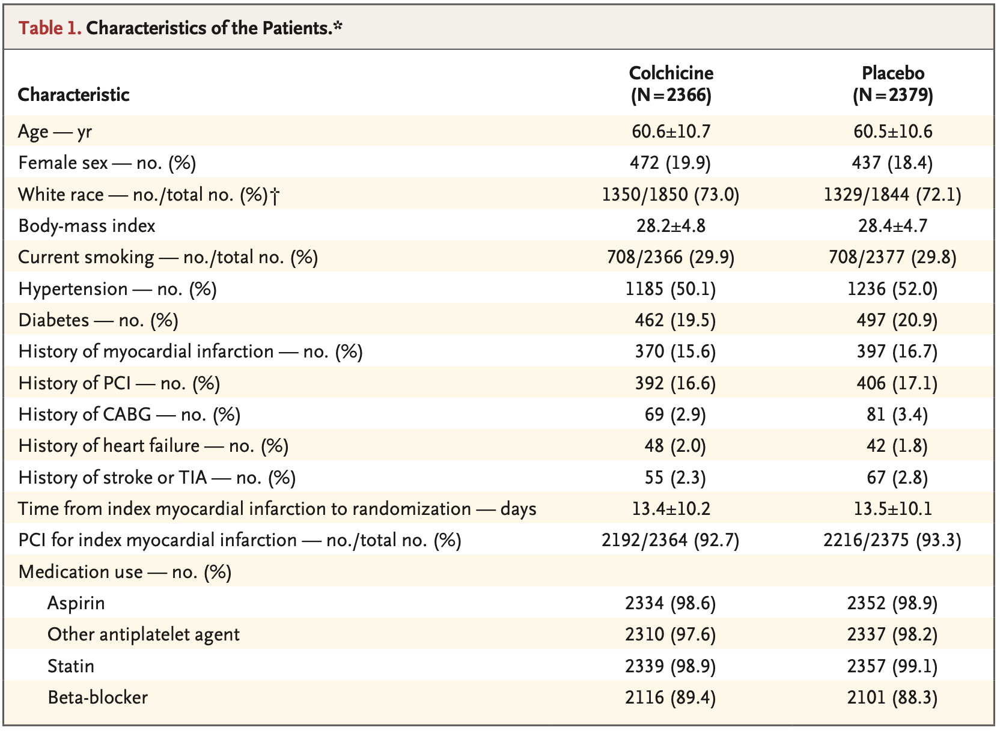 Table 1. Characteristics of the Patients.*
Characteristic Colchicine (N=2366) Placebo (N=2379)
Age — yr 60.6±10.7 60.5±10.6
Female sex — no. (%) 472 (19.9) 437 (18.4)
White race — no./total no. (%)† 1350/1850 (73.0) 1329/1844 (72.1)
Body-mass index 28.2±4.8 28.4±4.7
Current smoking — no./total no. (%) 708/2366 (29.9) 708/2377 (29.8)
Hypertension — no. (%) 1185 (50.1) 1236 (52.0)
Diabetes — no. (%) 462 (19.5) 497 (20.9)
History of myocardial infarction — no. (%) 370 (15.6) 397 (16.7)
History of PCI — no. (%) 392 (16.6) 406 (17.1)
History of CABG — no. (%) 69 (2.9) 81 (3.4)
History of heart failure — no. (%) 48 (2.0) 42 (1.8)
History of stroke or TIA — no. (%) 55 (2.3) 67 (2.8)
Time from index myocardial infarction to randomization — days 13.4±10.2 13.5±10.1
PCI for index myocardial infarction — no./total no. (%) 2192/2364 (92.7) 2216/2375 (93.3)
Medication use — no. (%)
Aspirin 2334 (98.6) 2352 (98.9)
Other antiplatelet agent 2310 (97.6) 2337 (98.2)
Statin 2339 (98.9) 2357 (99.1)
Beta-blocker 2116 (89.4) 2101 (88.3)